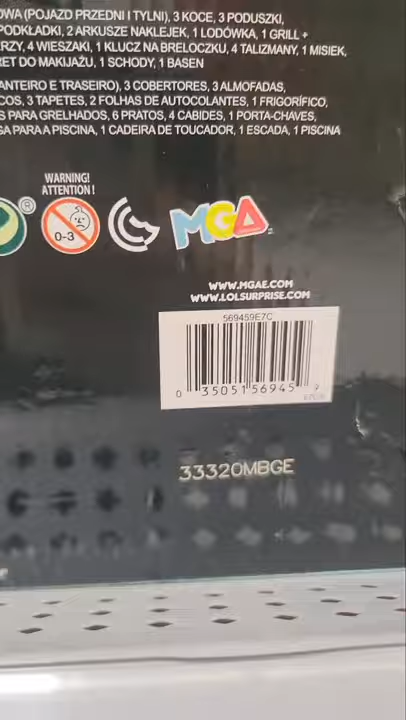 OWA (POJAZD PRZEDNI I TYLNI), 3 KOCE, 3 PODUSZKI,
PODKŁADKI, 2 ARKUSZE NAKLEJEK, 1 LODÓWKA, 1 GRILL +
ERZY, 4 WIESZAKI, 1 KLUCZ NA BRELOCZKU, 4 TALIZMANY, 1 MISIEK,
RET DO MAKIJAŻU, 1 SCHODY, 1 BASEN
ANTEIRO E TRASEIRO), 3 COBERTORES, 3 ALMOFADAS,
COS, 3 TAPETES, 2 FOLHAS DE AUTOCOLANTES, 1 FRIGORÍFICO,
S PARA GRELHADOS, 6 PRATOS, 4 CABIDES, 1 PORTA-CHAVES,
GA PARA A PISCINA, 1 CADEIRA DE TOUCADOR, 1 ESCADA, 1 PISCINA
WARNING!
ATTENTION!
®
0-3
MGA
WWW.MGAE.COM
WWW.LOLSURPRISE.COM
569459E7C
0 35051 56945 9
33320MBGE